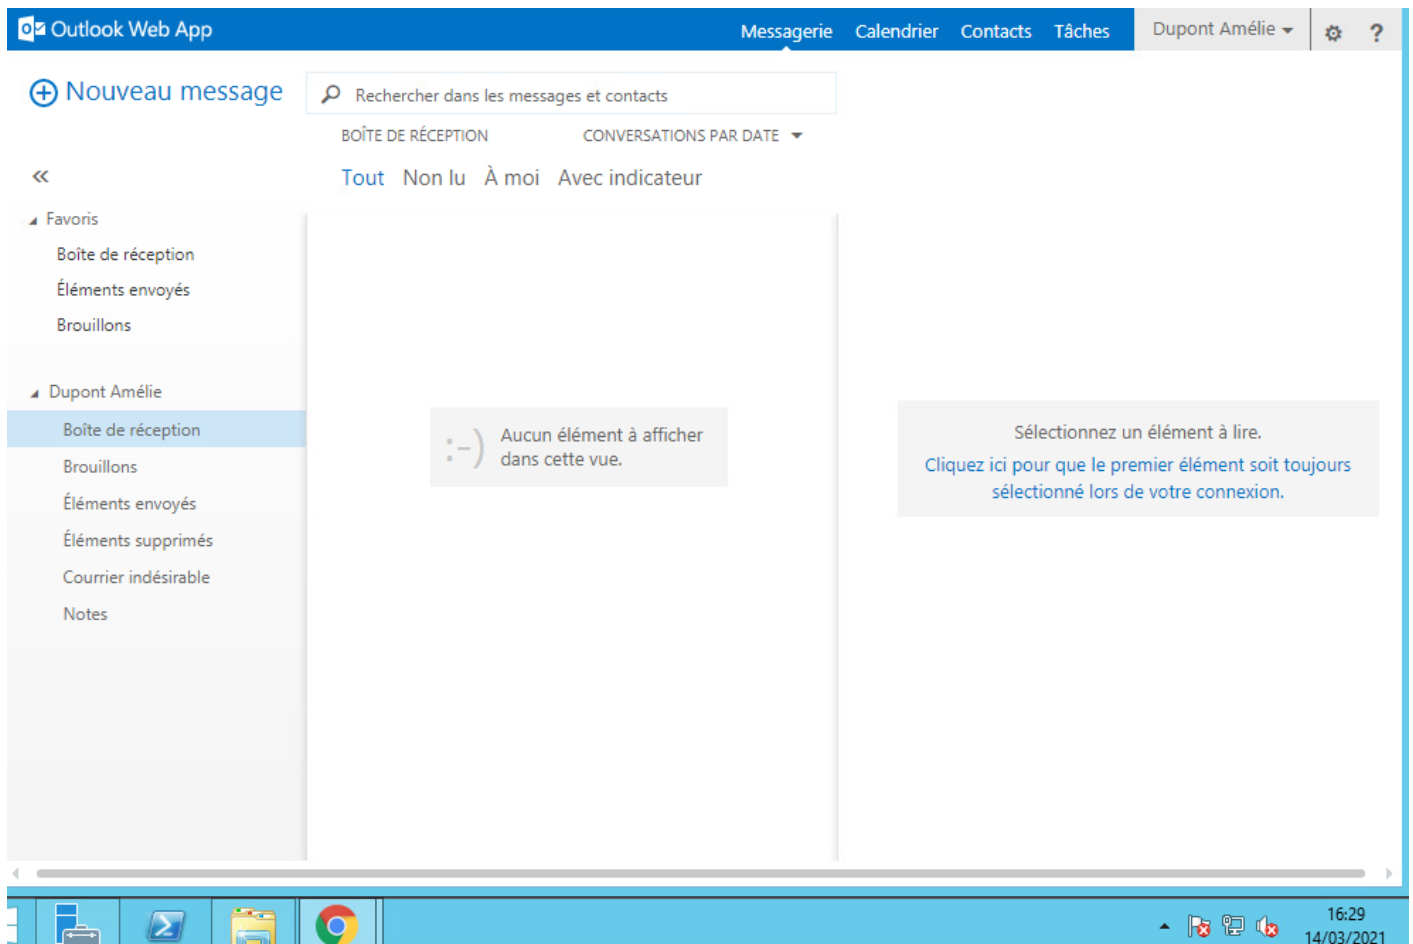 Outlook Web App
Messagerie Calendrier Contacts Tâches Dupont Amélie ?
Nouveau message
Rechercher dans les messages et contacts
BOÎTE DE RÉCEPTION CONVERSATIONS PAR DATE
Tout Non lu À moi Avec indicateur
Favoris
Boîte de réception
Éléments envoyés
Brouillons
Dupont Amélie
Boîte de réception
Brouillons
Éléments envoyés
Éléments supprimés
Courrier indésirable
Notes
:-)
Aucun élément à afficher
dans cette vue.
Sélectionnez un élément à lire.
Cliquez ici pour que le premier élément soit toujours
sélectionné lors de votre connexion.
16:29
14/03/2021